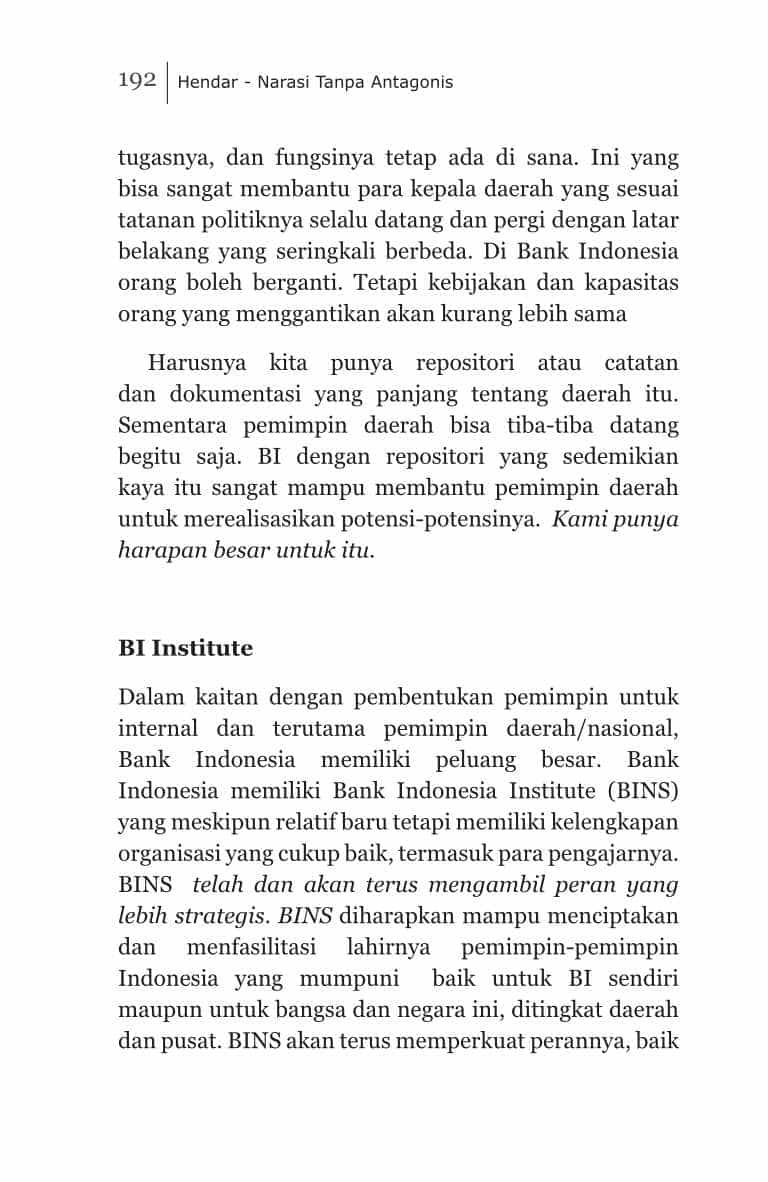 192 Hendar - Narasi Tanpa Antagonis
tugasnya, dan fungsinya tetap ada di sana. Ini yang
bisa sangat membantu para kepala daerah yang sesuai
tatanan politiknya selalu datang dan pergi dengan latar
belakang yang seringkali berbeda. Di Bank Indonesia
orang boleh berganti. Tetapi kebijakan dan kapasitas
orang yang menggantikan akan kurang lebih sama
Harusnya kita punya repositori atau catatan
dan dokumentasi yang panjang tentang daerah itu.
Sementara pemimpin daerah bisa tiba-tiba datang
begitu saja. BI dengan repositori yang sedemikian
kaya itu sangat mampu membantu pemimpin daerah
untuk merealisasikan potensi-potensinya. Kami punya
harapan besar untuk itu.
BI Institute
Dalam kaitan dengan pembentukan pemimpin untuk
internal dan terutama pemimpin daerah/nasional,
Bank Indonesia memiliki peluang besar. Bank
Indonesia memiliki Bank Indonesia Institute (BINS)
yang meskipun relatif baru tetapi memiliki kelengkapan
organisasi yang cukup baik, termasuk para pengajarnya.
BINS telah dan akan terus mengambil peran yang
lebih strategis. BINS diharapkan mampu menciptakan
dan menfasilitasi lahirnya pemimpin-pemimpin
Indonesia yang mumpuni baik untuk BI sendiri
maupun untuk bangsa dan negara ini, ditingkat daerah
dan pusat. BINS akan terus memperkuat perannya, baik